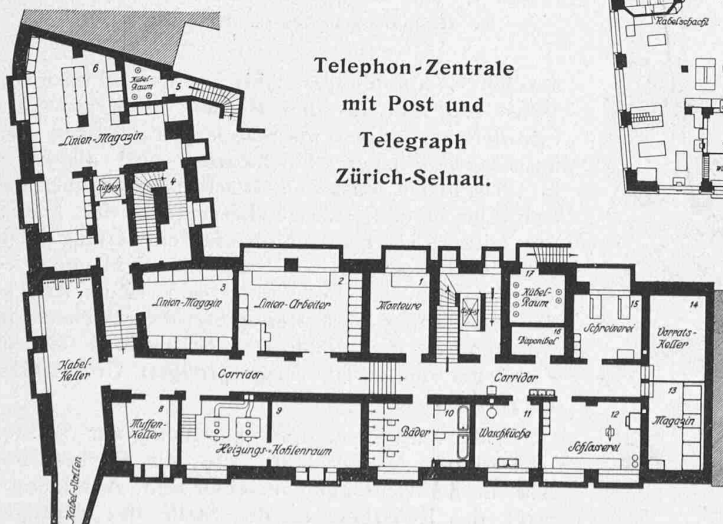 Kabelschacht
Telephon-Zentrale
mit Post und
Telegraph
Zürich-Selnau.
6
Kübel-
Raum
5
Linien-Magazin
Aufzug
4
7
Linien-Magazin
3
Linien-Arbeiter
2
Monteure
1
Aufzug
17
Kübel-
Raum
16
Disponibel
15
Schreinerei
14
Vorrats-
Keller
Kabel-
Keller
Corridor
Corridor
13
Magazin
8
Muffen-
Keller
9
Heizungs-Kohlenraum
Bäder
10
Waschküche
11
12
Schlosserei
Kabel-Stollen